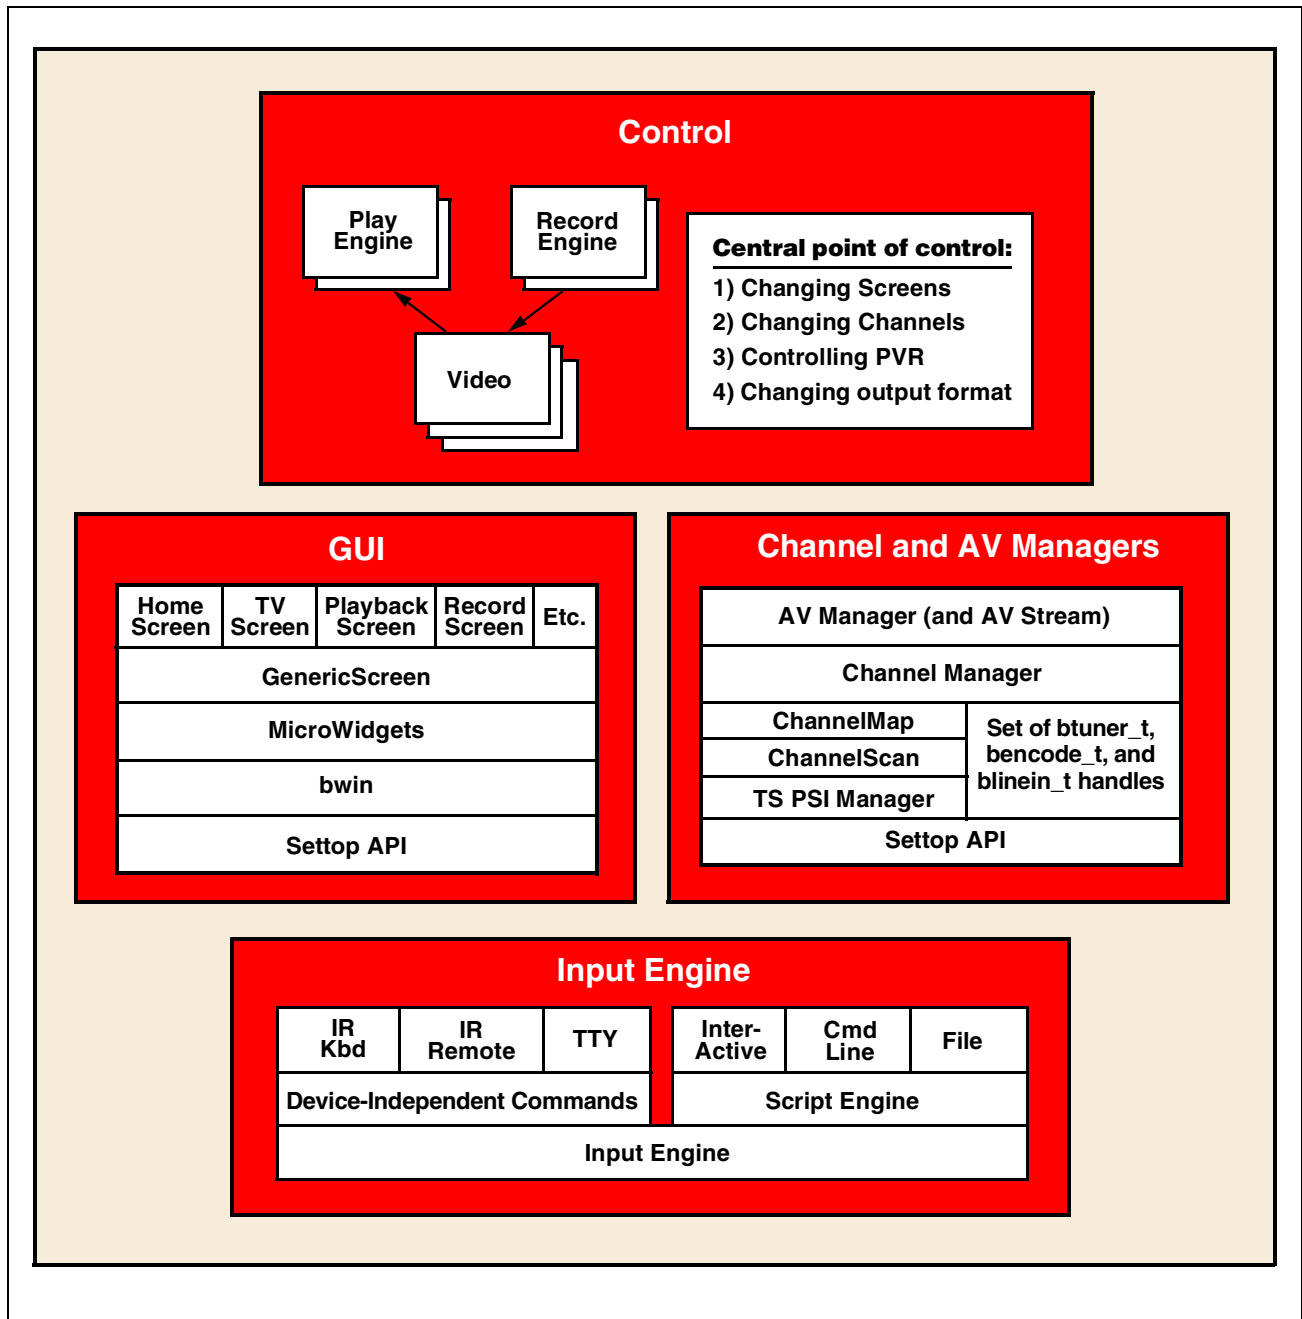 Control
Play
Engine
Record
Engine
Video
Central point of control:
1) Changing Screens
2) Changing Channels
3) Controlling PVR
4) Changing output format
GUI
Home
Screen
TV
Screen
Playback
Screen
Record
Screen
Etc.
GenericScreen
MicroWidgets
bwin
Settop API
Channel and AV Managers
AV Manager (and AV Stream)
Channel Manager
ChannelMap
ChannelScan
TS PSI Manager
Set of btuner_t,
bencode_t, and
blinein_t handles
Settop API
Input Engine
IR
Kbd
IR
Remote
TTY
Inter-
Active
Cmd
Line
File
Device-Independent Commands
Script Engine
Input Engine